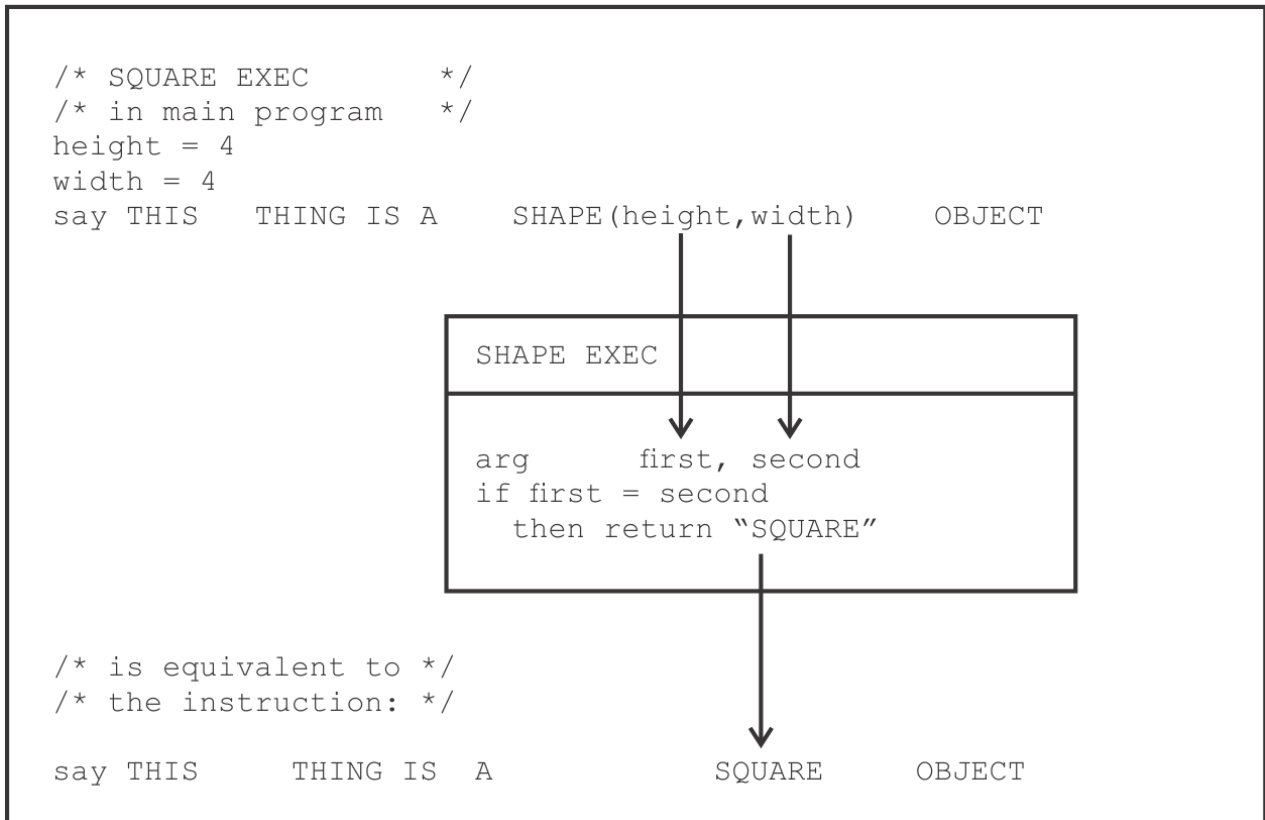 /* SQUARE EXEC       */
/* in main program   */
height = 4
width = 4
say THIS   THING IS A    SHAPE(height,width)    OBJECT
SHAPE EXEC
arg      first, second
if first = second
  then return “SQUARE”
/* is equivalent to */
/* the instruction: */
say THIS     THING IS  A            SQUARE     OBJECT